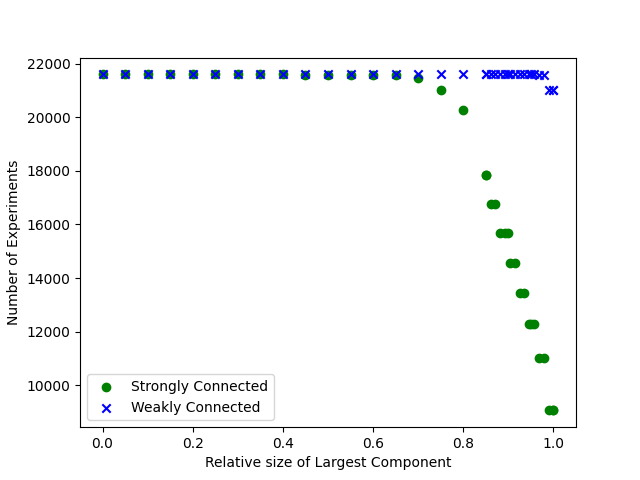 22000
20000
18000
16000
14000
12000
10000
Number of Experiments
Strongly Connected
Weakly Connected
0.0 0.2 0.4 0.6 0.8 1.0
Relative size of Largest Component